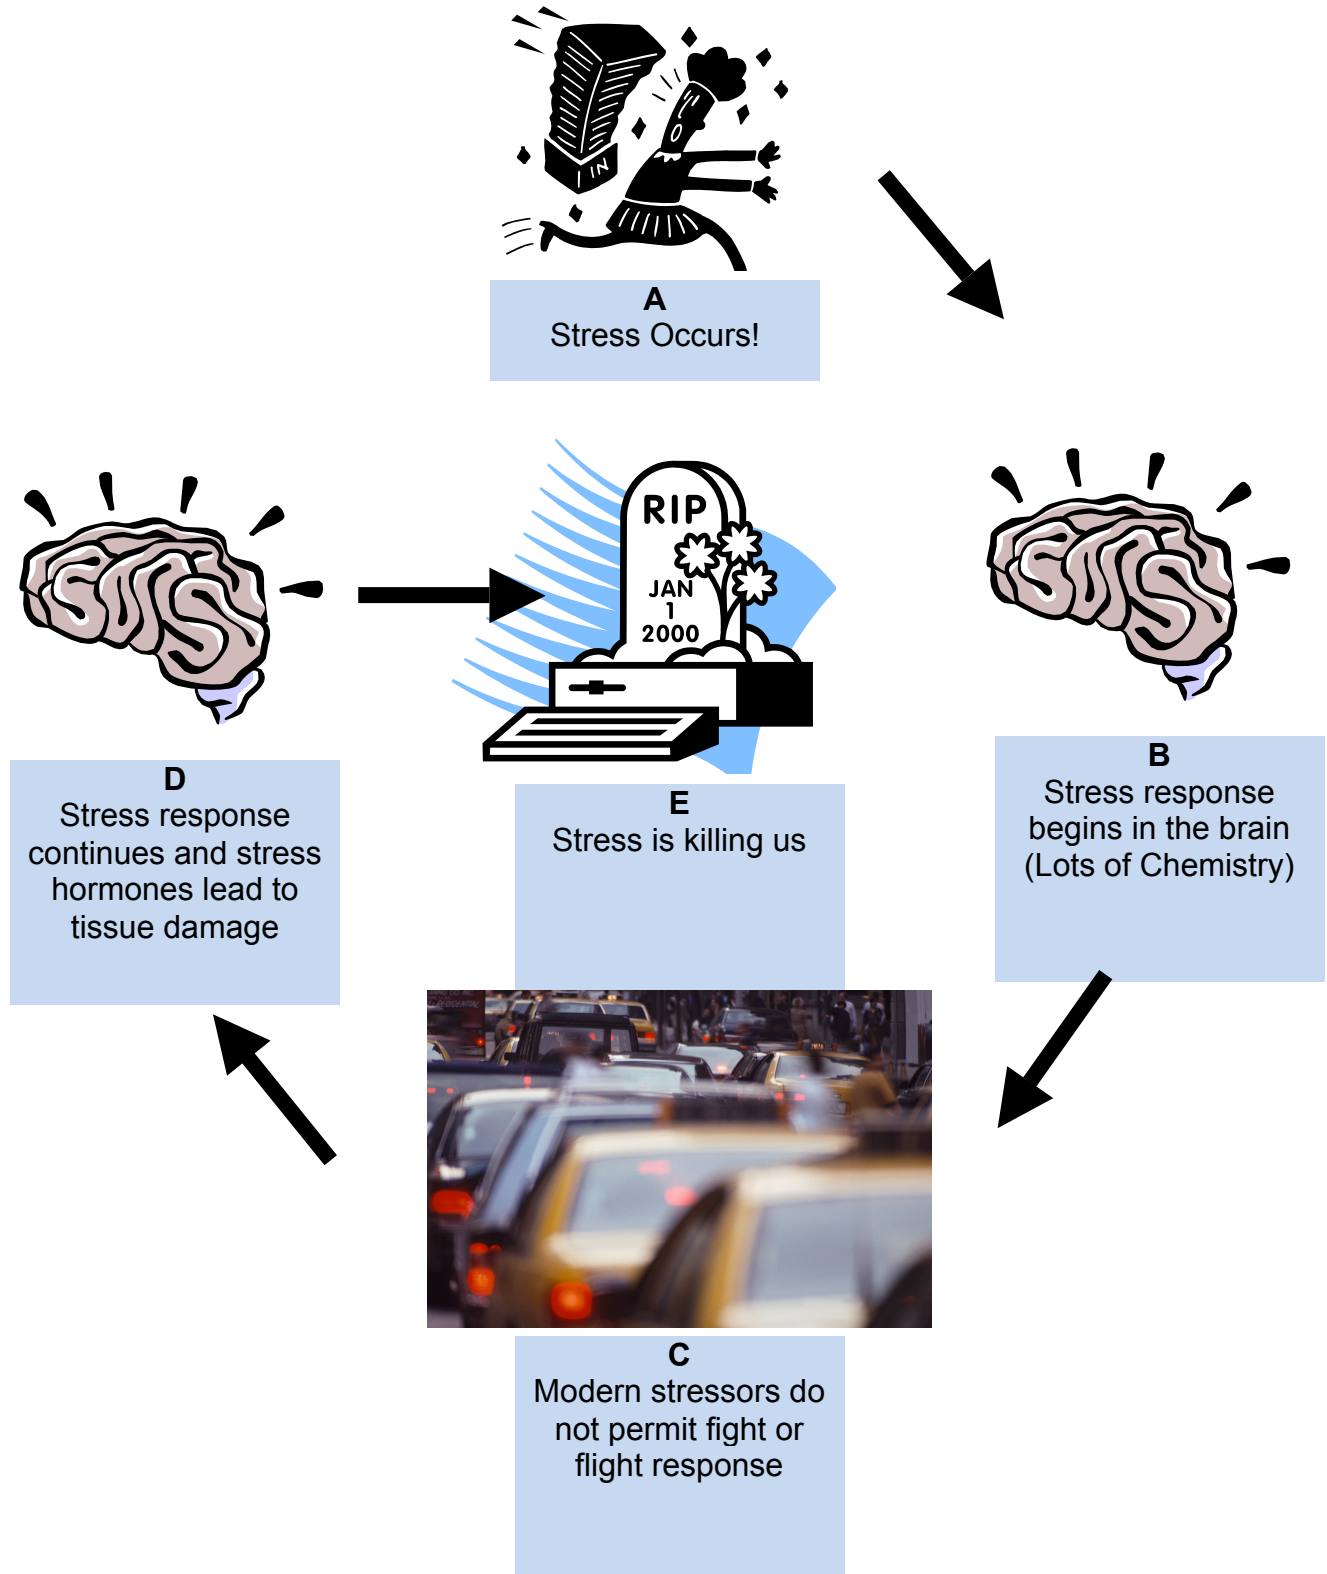 IN
A
Stress Occurs!
RIP
JAN
1
2000
D
Stress response
continues and stress
hormones lead to
tissue damage
E
Stress is killing us
B
Stress response
begins in the brain
(Lots of Chemistry)
C
Modern stressors do
not permit fight or
flight response